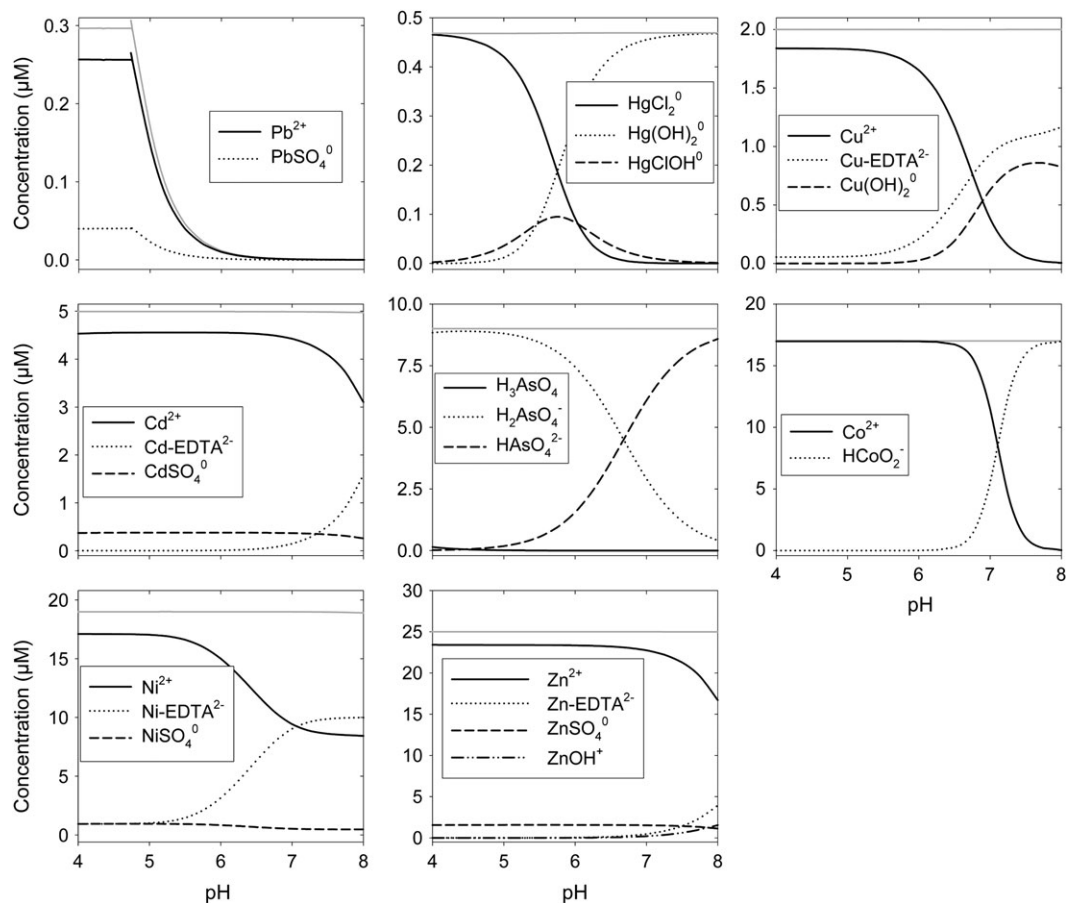 Concentration (µM)
0.3
0.2
0.1
0.0
Pb²⁺
PbSO₄⁰
0.5
0.4
0.3
0.2
0.1
0.0
HgCl₂⁰
Hg(OH)₂⁰
HgClOH⁰
2.0
1.5
1.0
0.5
0.0
Cu²⁺
Cu-EDTA²⁻
Cu(OH)₂⁰
Concentration (µM)
5
4
3
2
1
0
Cd²⁺
Cd-EDTA²⁻
CdSO₄⁰
10.0
7.5
5.0
2.5
0.0
H₃AsO₄
H₂AsO₄⁻
HAsO₄²⁻
20
15
10
5
0
Co²⁺
HCoO₂⁻
4 5 6 7 8
pH
Concentration (µM)
20
15
10
5
0
Ni²⁺
Ni-EDTA²⁻
NiSO₄⁰
4 5 6 7 8
pH
30
25
20
15
10
5
0
Zn²⁺
Zn-EDTA²⁻
ZnSO₄⁰
ZnOH⁺
4 5 6 7 8
pH